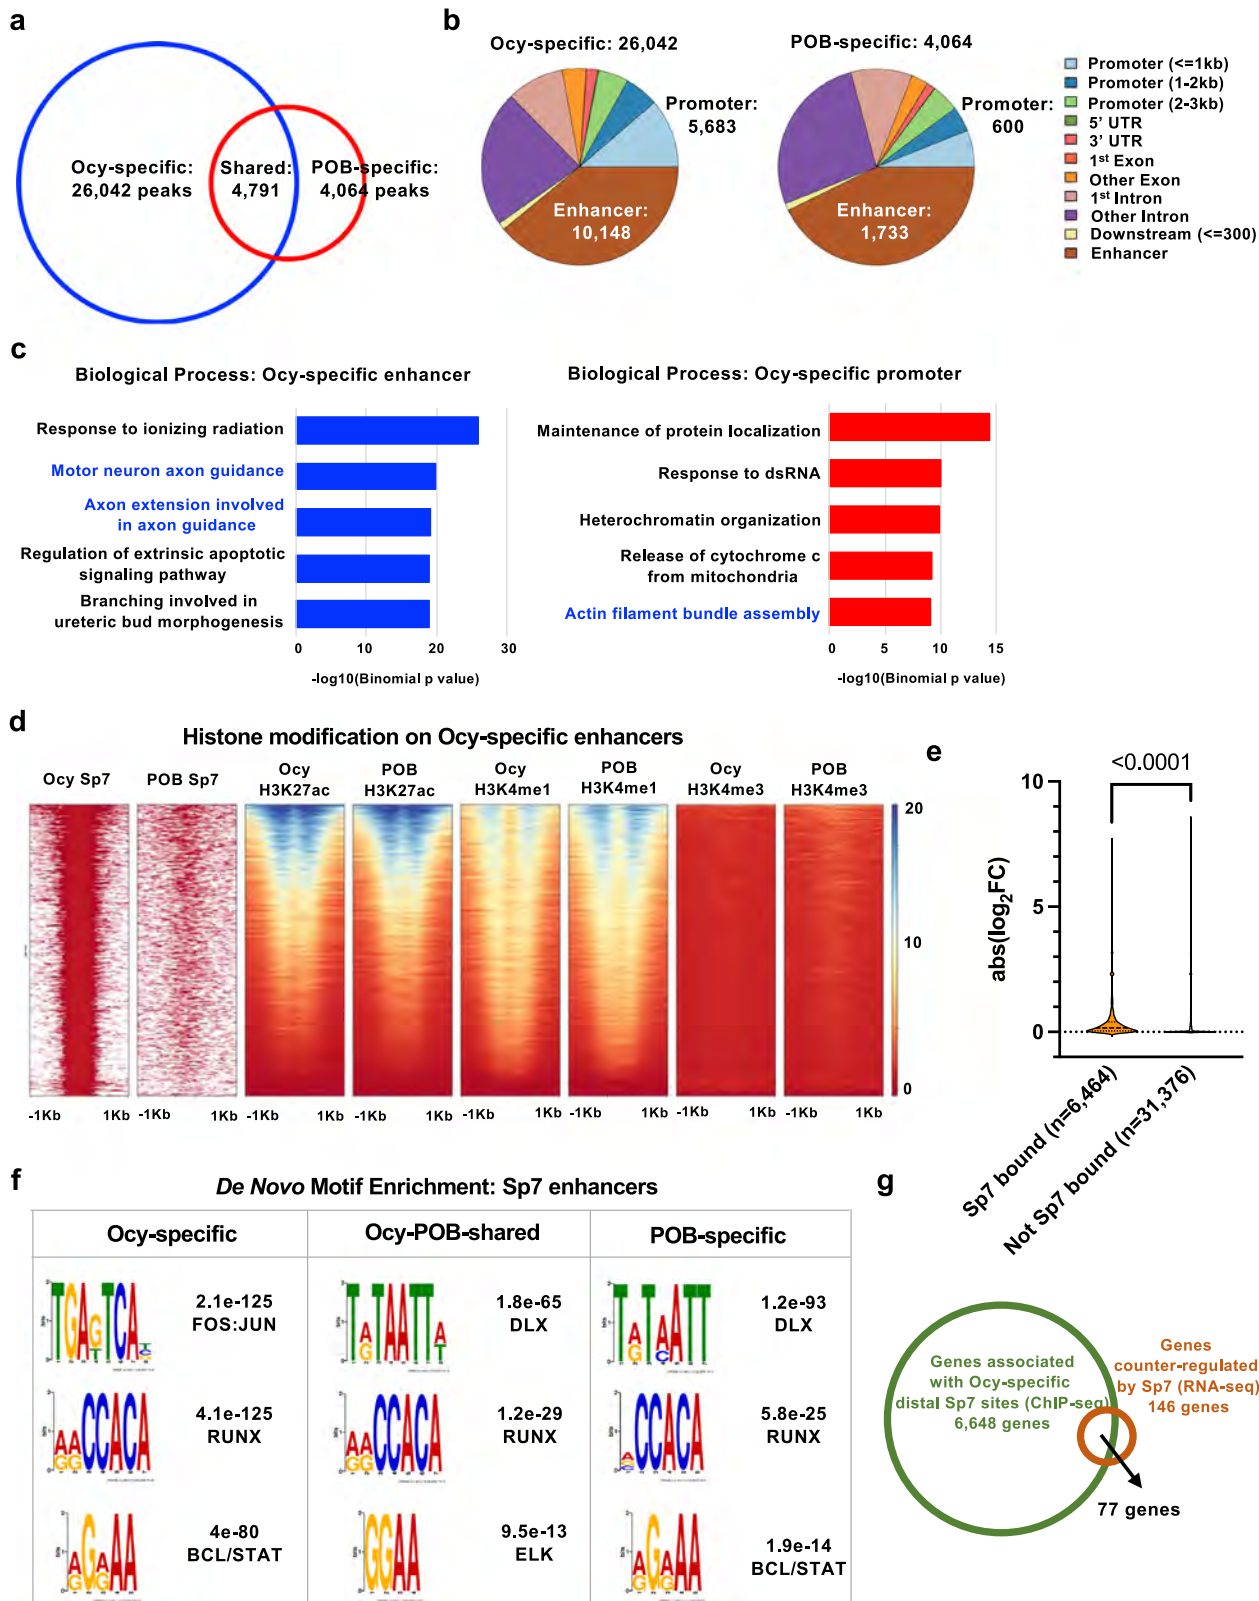 a
Ocy-specific:
26,042 peaks
Shared:
4,791
POB-specific:
4,064 peaks
b
Ocy-specific: 26,042
Promoter:
5,683
Enhancer:
10,148
POB-specific: 4,064
Promoter:
600
Enhancer:
1,733
Promoter (<=1kb)
Promoter (1-2kb)
Promoter (2-3kb)
5' UTR
3' UTR
1st Exon
Other Exon
1st Intron
Other Intron
Downstream (<=300)
Enhancer
c
Biological Process: Ocy-specific enhancer
Response to ionizing radiation
Motor neuron axon guidance
Axon extension involved
in axon guidance
Regulation of extrinsic apoptotic
signaling pathway
Branching involved in
ureteric bud morphogenesis
0 10 20 30
-log10(Binomial p value)
Biological Process: Ocy-specific promoter
Maintenance of protein localization
Response to dsRNA
Heterochromatin organization
Release of cytochrome c
from mitochondria
Actin filament bundle assembly
0 5 10 15
-log10(Binomial p value)
d
Histone modification on Ocy-specific enhancers
Ocy Sp7
POB Sp7
Ocy
H3K27ac
POB
H3K27ac
Ocy
H3K4me1
POB
H3K4me1
Ocy
H3K4me3
POB
H3K4me3
20
10
0
-1Kb 1Kb
-1Kb 1Kb
-1Kb 1Kb
-1Kb 1Kb
-1Kb 1Kb
-1Kb 1Kb
-1Kb 1Kb
-1Kb 1Kb
e
<0.0001
abs(log2FC)
10
5
0
Sp7 bound (n=6,464)
Not Sp7 bound (n=31,376)
f
De Novo Motif Enrichment: Sp7 enhancers
Ocy-specific
Ocy-POB-shared
POB-specific
2.1e-125
FOS:JUN
1.8e-65
DLX
1.2e-93
DLX
4.1e-125
RUNX
1.2e-29
RUNX
5.8e-25
RUNX
4e-80
BCL/STAT
9.5e-13
ELK
1.9e-14
BCL/STAT
g
Genes associated
with Ocy-specific
distal Sp7 sites (ChIP-seq)
6,648 genes
Genes
counter-regulated
by Sp7 (RNA-seq)
146 genes
77 genes